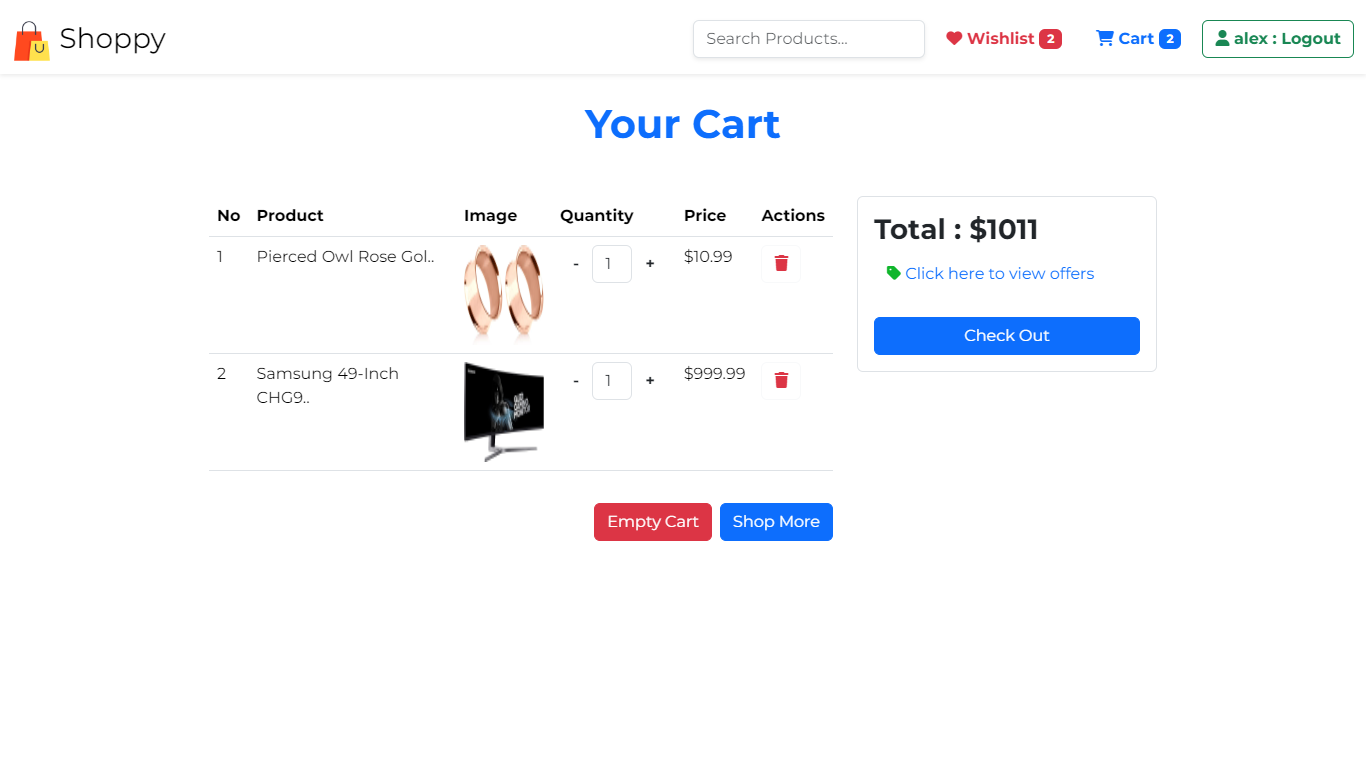 Shoppy
Search Products...
Wishlist 2
Cart 2
alex : Logout
Your Cart
No Product Image Quantity Price Actions
1 Pierced Owl Rose Gol.. - 1 + $10.99
2 Samsung 49-Inch CHG9.. - 1 + $999.99
Total : $1011
Click here to view offers
Check Out
Empty Cart
Shop More